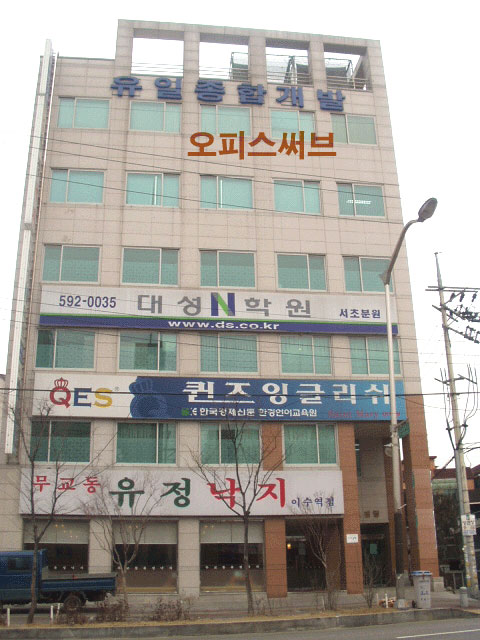 유일종합개발
오피스써브
592-0035 대성N학원 서초분원
www.ds.co.kr
QES 퀸즈잉글리쉬
한국경제신문 한경언어교육원
무교동 유정낙지 이수역점